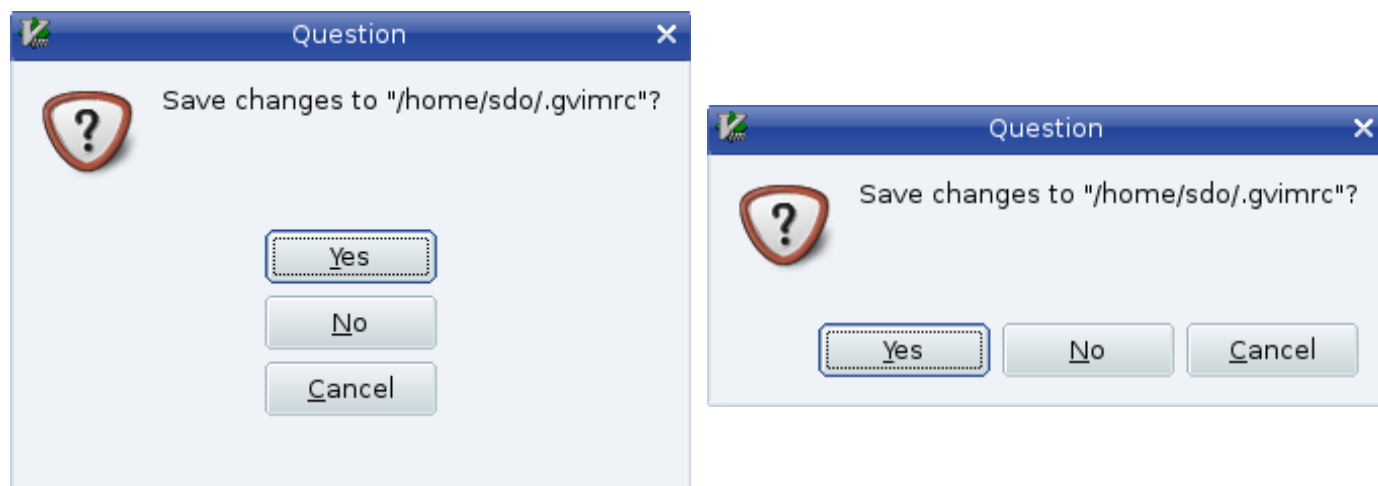 Question
Save changes to "/home/sdo/.gvimrc"?
Yes
No
Cancel
Question
Save changes to "/home/sdo/.gvimrc"?
Yes No Cancel